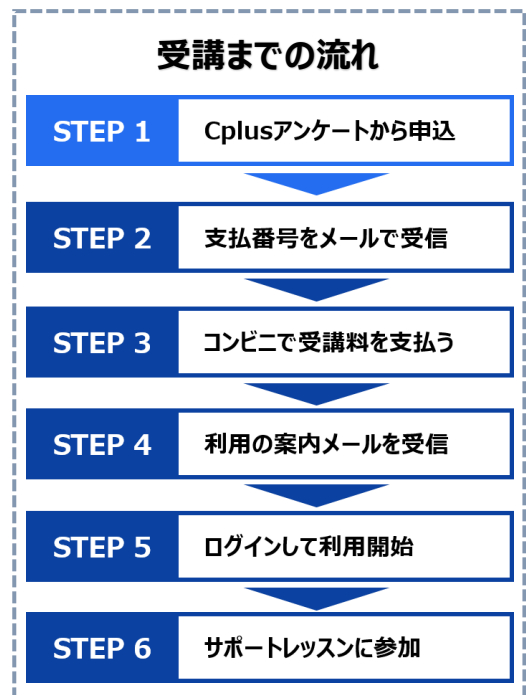 受講までの流れ
STEP 1 Cplusアンケートから申込
STEP 2 支払番号をメールで受信
STEP 3 コンビニで受講料を支払う
STEP 4 利用の案内メールを受信
STEP 5 ログインして利用開始
STEP 6 サポートレッスンに参加